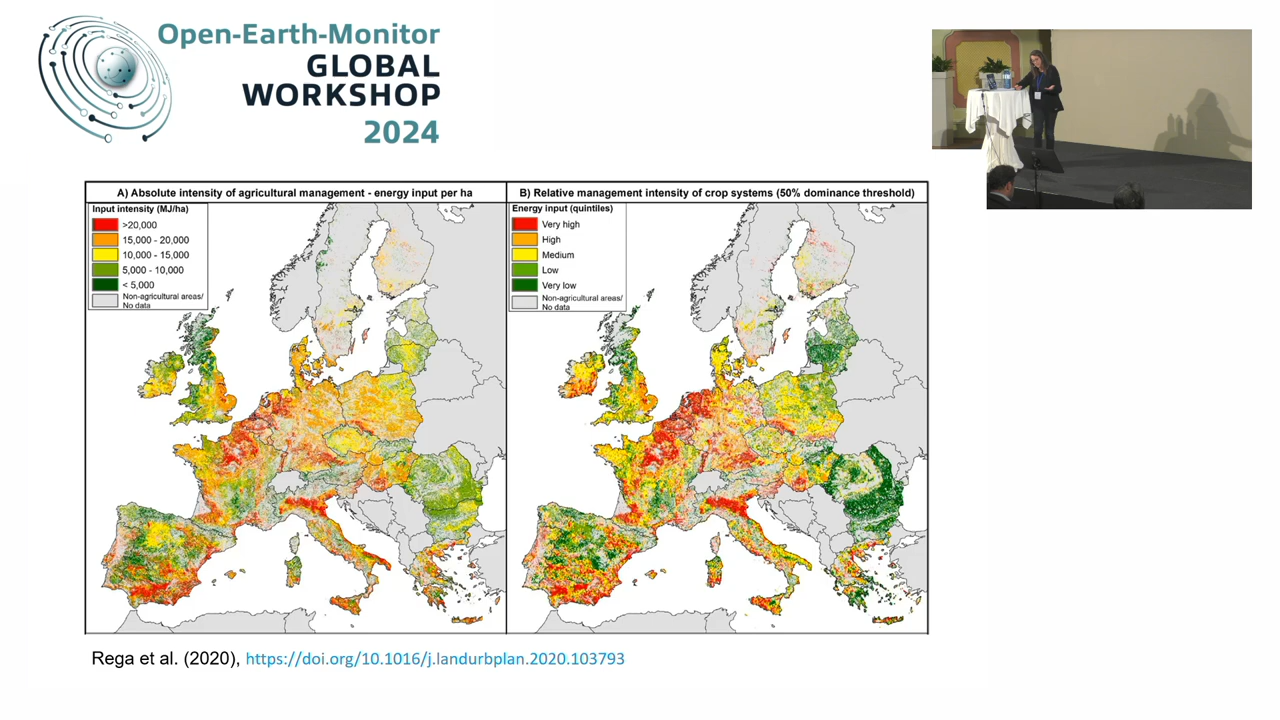 Open-Earth-Monitor
GLOBAL
WORKSHOP
2024
A) Absolute intensity of agricultural management - energy input per ha
Input intensity (MJ/ha)
>20,000
15,000 - 20,000
10,000 - 15,000
5,000 - 10,000
< 5,000
Non-agricultural areas/
No data
B) Relative management intensity of crop systems (50% dominance threshold)
Energy input (quintiles)
Very high
High
Medium
Low
Very low
Non-agricultural areas/
No data
Rega et al. (2020), https://doi.org/10.1016/j.landurbplan.2020.103793